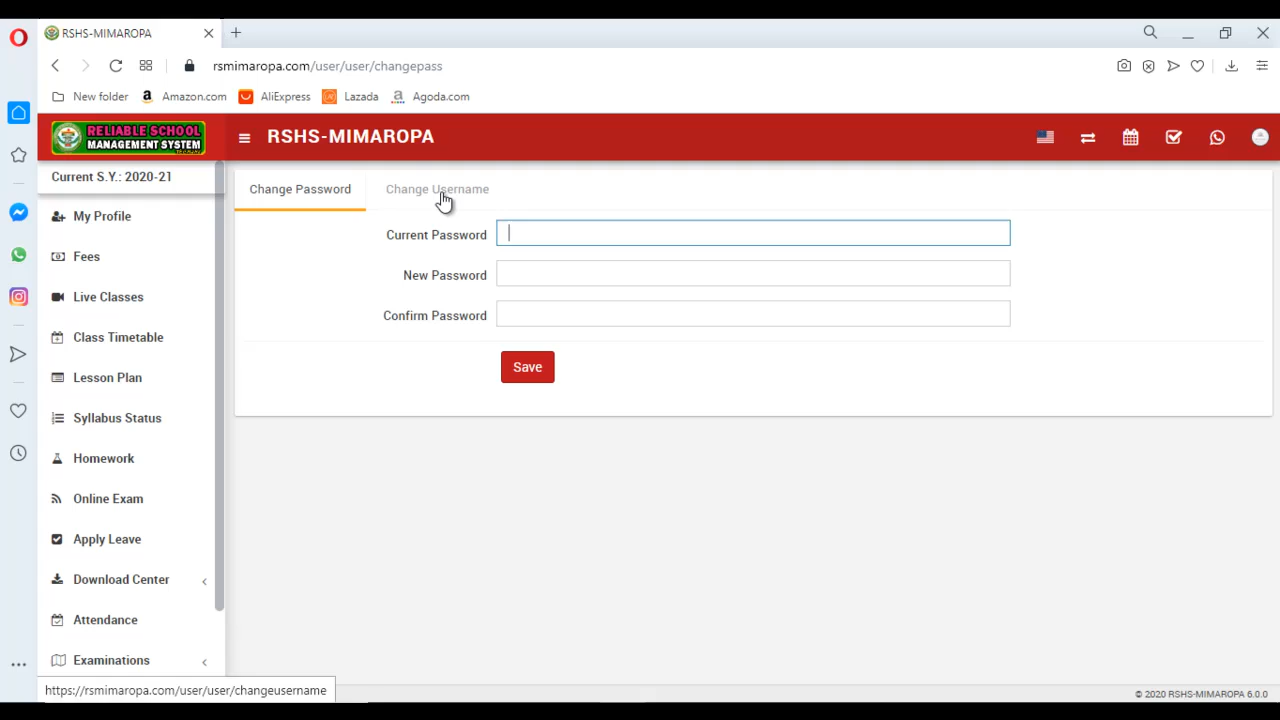 RSHS-MIMAROPA
rsmimaropa.com/user/user/changepass
New folder
Amazon.com
AliExpress
Lazada
Agoda.com
RELIABLE SCHOOL
MANAGEMENT SYSTEM
RSHS-MIMAROPA
Current S.Y.: 2020-21
My Profile
Fees
Live Classes
Class Timetable
Lesson Plan
Syllabus Status
Homework
Online Exam
Apply Leave
Download Center
Attendance
Examinations
Change Password
Change Username
Current Password
New Password
Confirm Password
Save
https://rsmimaropa.com/user/user/changeusername
© 2020 RSHS-MIMAROPA 6.0.0